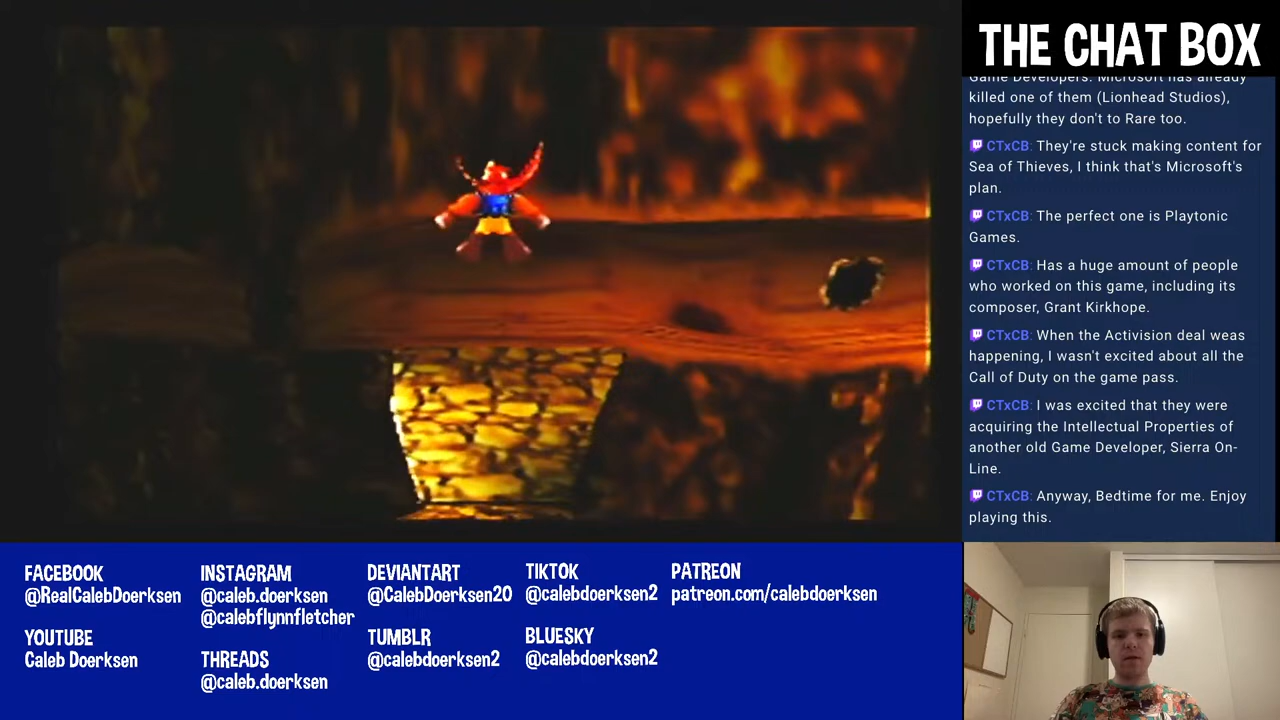 THE CHAT BOX
Game Developers. Microsoft has already
killed one of them (Lionhead Studios),
hopefully they don't to Rare too.
CTxCB: They're stuck making content for
Sea of Thieves, I think that's Microsoft's
plan.
CTxCB: The perfect one is Playtonic
Games.
CTxCB: Has a huge amount of people
who worked on this game, including its
composer, Grant Kirkhope.
CTxCB: When the Activision deal weas
happening, I wasn't excited about all the
Call of Duty on the game pass.
CTxCB: I was excited that they were
acquiring the Intellectual Properties of
another old Game Developer, Sierra On-
Line.
CTxCB: Anyway, Bedtime for me. Enjoy
playing this.
FACEBOOK
@RealCalebDoerksen
YOUTUBE
Caleb Doerksen
INSTAGRAM
@caleb.doerksen
@calebflynnfletcher
THREADS
@caleb.doerksen
DEVIANTART
@CalebDoerksen20
TUMBLR
@calebdoerksen2
TIKTOK
@calebdoerksen2
BLUESKY
@calebdoerksen2
PATREON
patreon.com/calebdoerksen